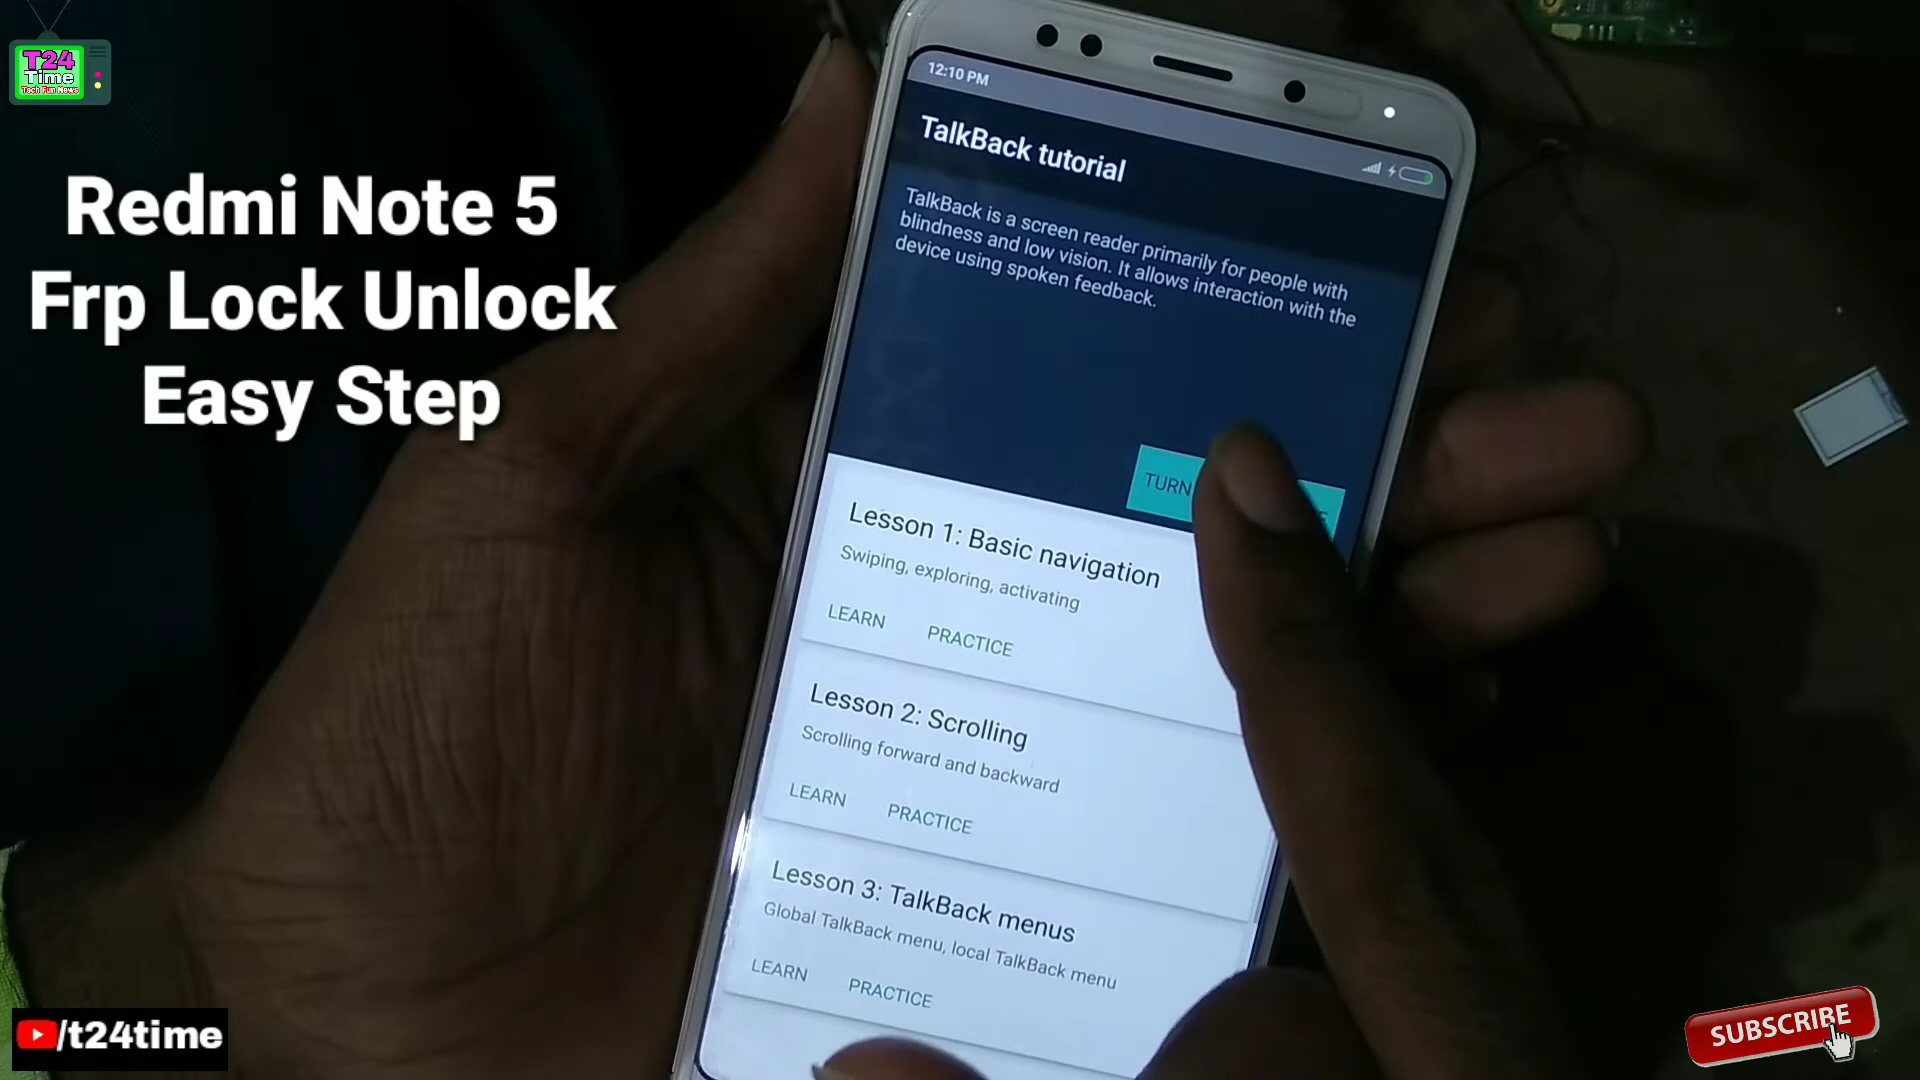 T24
Time
Tech Fun News
Redmi Note 5
Frp Lock Unlock
Easy Step
12:10 PM
TalkBack tutorial
TalkBack is a screen reader primarily for people with
blindness and low vision. It allows interaction with the
device using spoken feedback.
TURN
Lesson 1: Basic navigation
Swiping, exploring, activating
LEARN PRACTICE
Lesson 2: Scrolling
Scrolling forward and backward
LEARN PRACTICE
Lesson 3: TalkBack menus
Global TalkBack menu, local TalkBack menu
LEARN PRACTICE
/t24time
SUBSCRIBE